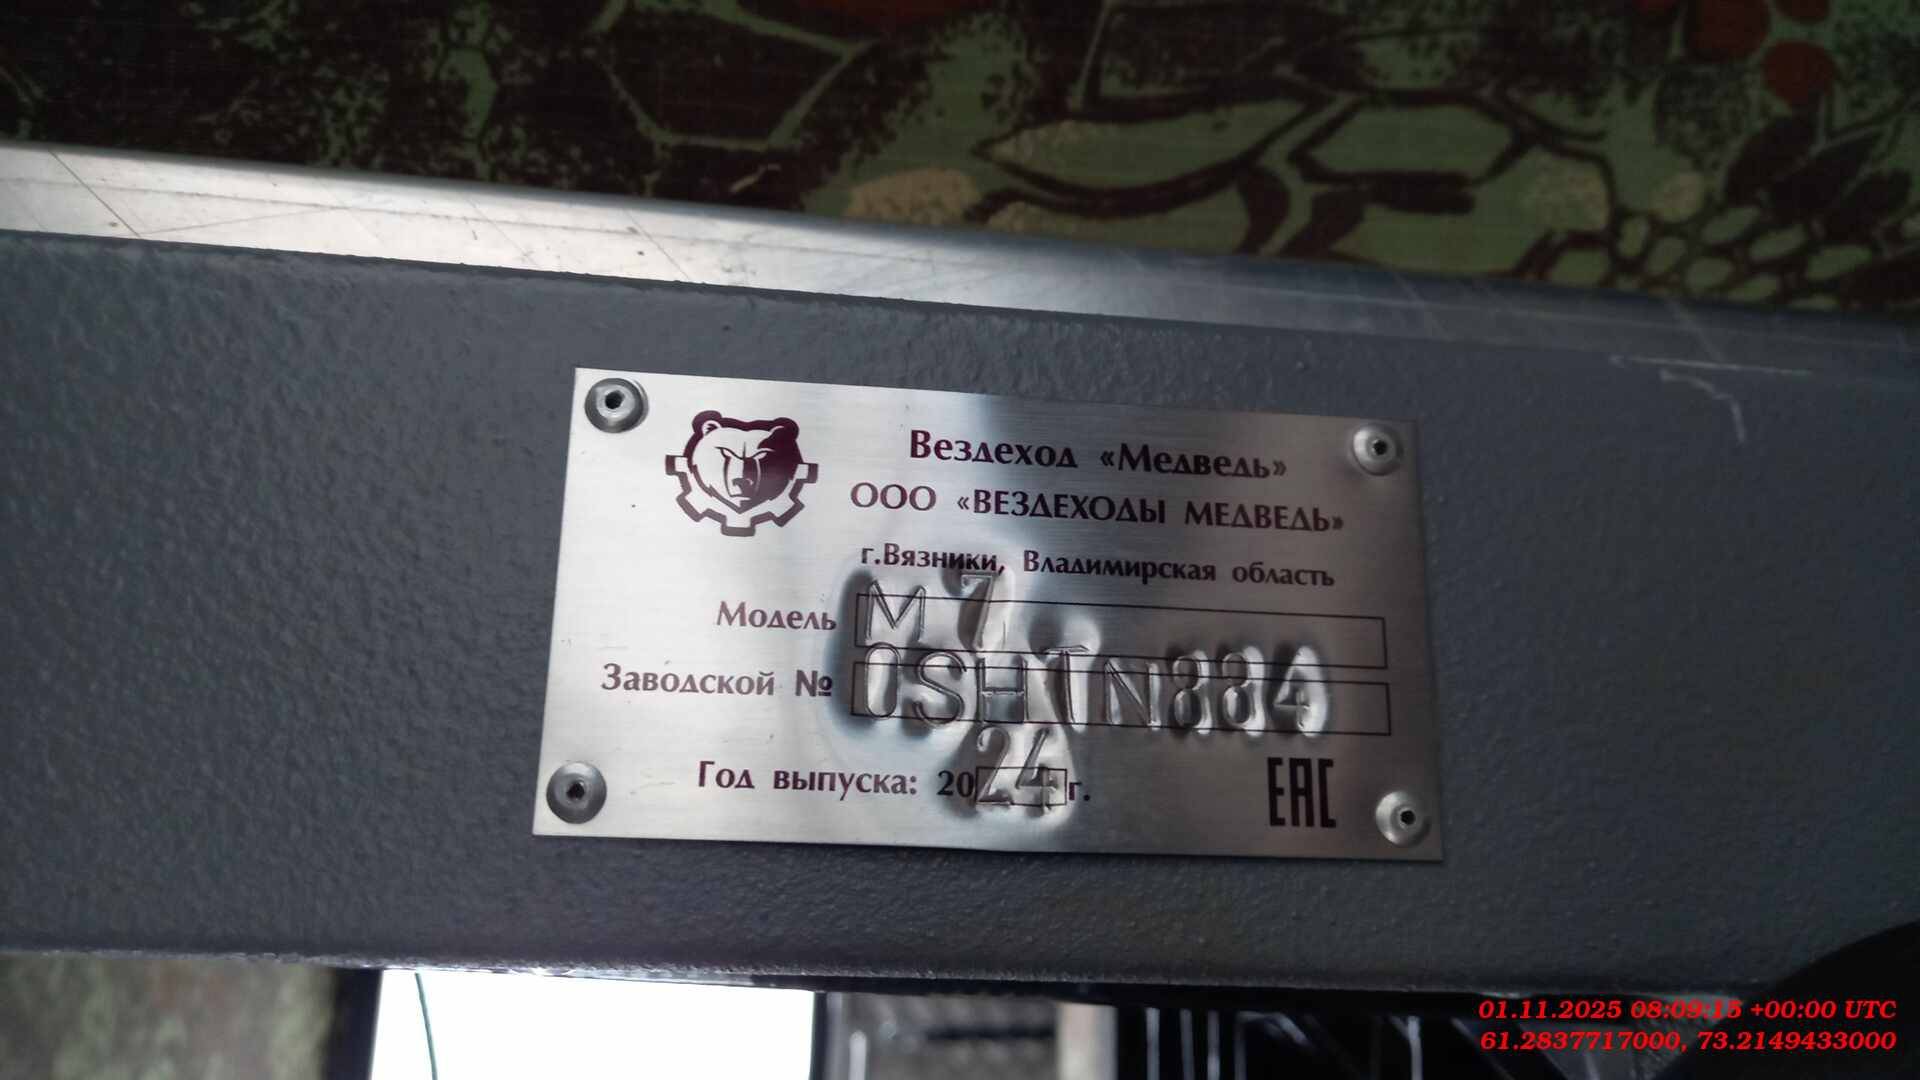 Вездеход «Медведь»
ООО «ВЕЗДЕХОДЫ МЕДВЕДЬ»
г.Вязники, Владимирская область
Модель M7
Заводской № 0SHTN884
Год выпуска: 2024г.
EAC
01.11.2025 08:09:15 +00:00 UTC
61.2837717000, 73.2149433000